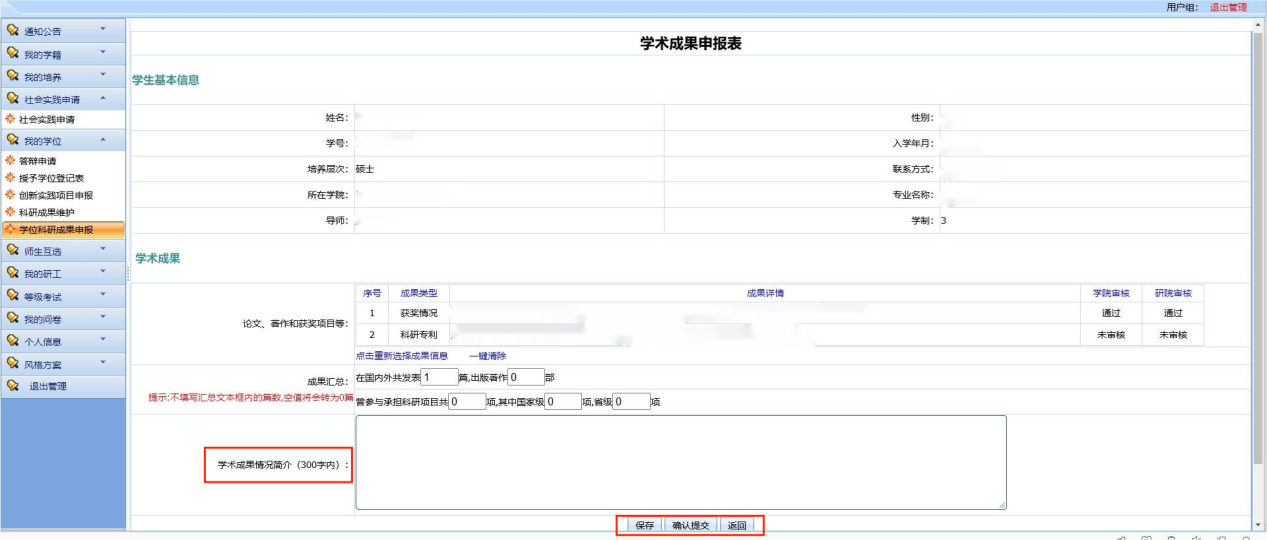 用户组： 退出管理
通知公告
我的学籍
我的培养
社会实践申请
社会实践申请
我的学位
答辩申请
授予学位登记表
创新实践项目申报
科研成果维护
学位科研成果申报
师生互选
我的研工
等级考试
我的问卷
个人信息
风格方案
退出管理
学术成果申报表
学生基本信息
姓名： 性别：
学号： 入学年月：
培养层次： 硕士 联系方式：
所在学院： 专业名称：
导师： 学制： 3
学术成果
论文、著作和获奖项目等：
序号 成果类型 成果详情 学院审核 研院审核
1 获奖情况 通过 通过
2 科研专利 未审核 未审核
点击重新选择成果信息 一键清除
成果汇总：
提示:不填写汇总文本框内的篇数,空值将会转为0篇
在国内外共发表 1 篇,出版著作 0 部
曾参与承担科研项目共 0 项,其中国家级 0 项,省级 0 项
学术成果情况简介（300字内）：
保存 确认提交 返回